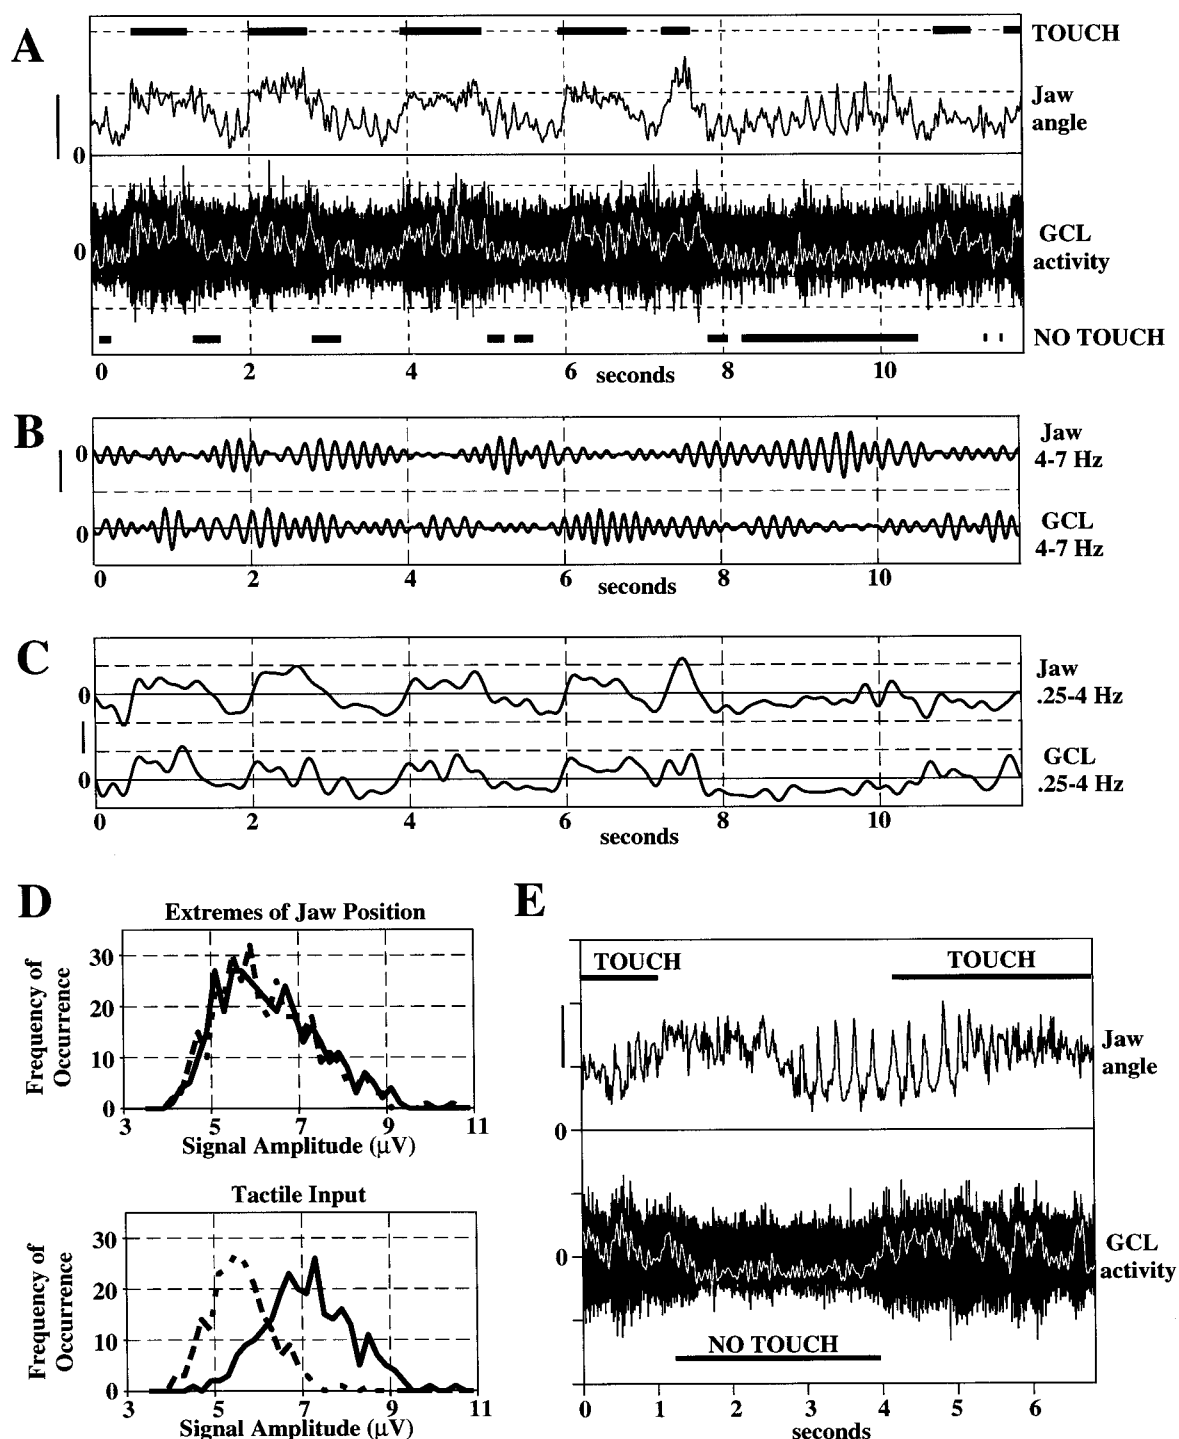 A
TOUCH
Jaw
angle
0
GCL
activity
0
NO TOUCH
0 2 4 6 seconds 8 10
B
Jaw
4-7 Hz
0
GCL
4-7 Hz
0
0 2 4 6 seconds 8 10
C
Jaw
.25-4 Hz
0
GCL
.25-4 Hz
0
0 2 4 6 seconds 8 10
D
Extremes of Jaw Position
Frequency of
Occurrence
30
20
10
0
3 5 7 9 11
Signal Amplitude (μV)
Tactile Input
Frequency of
Occurrence
30
20
10
0
3 5 7 9 11
Signal Amplitude (μV)
E
TOUCH TOUCH
Jaw
angle
0
GCL
activity
0
NO TOUCH
0 1 2 3 4 5 6
seconds